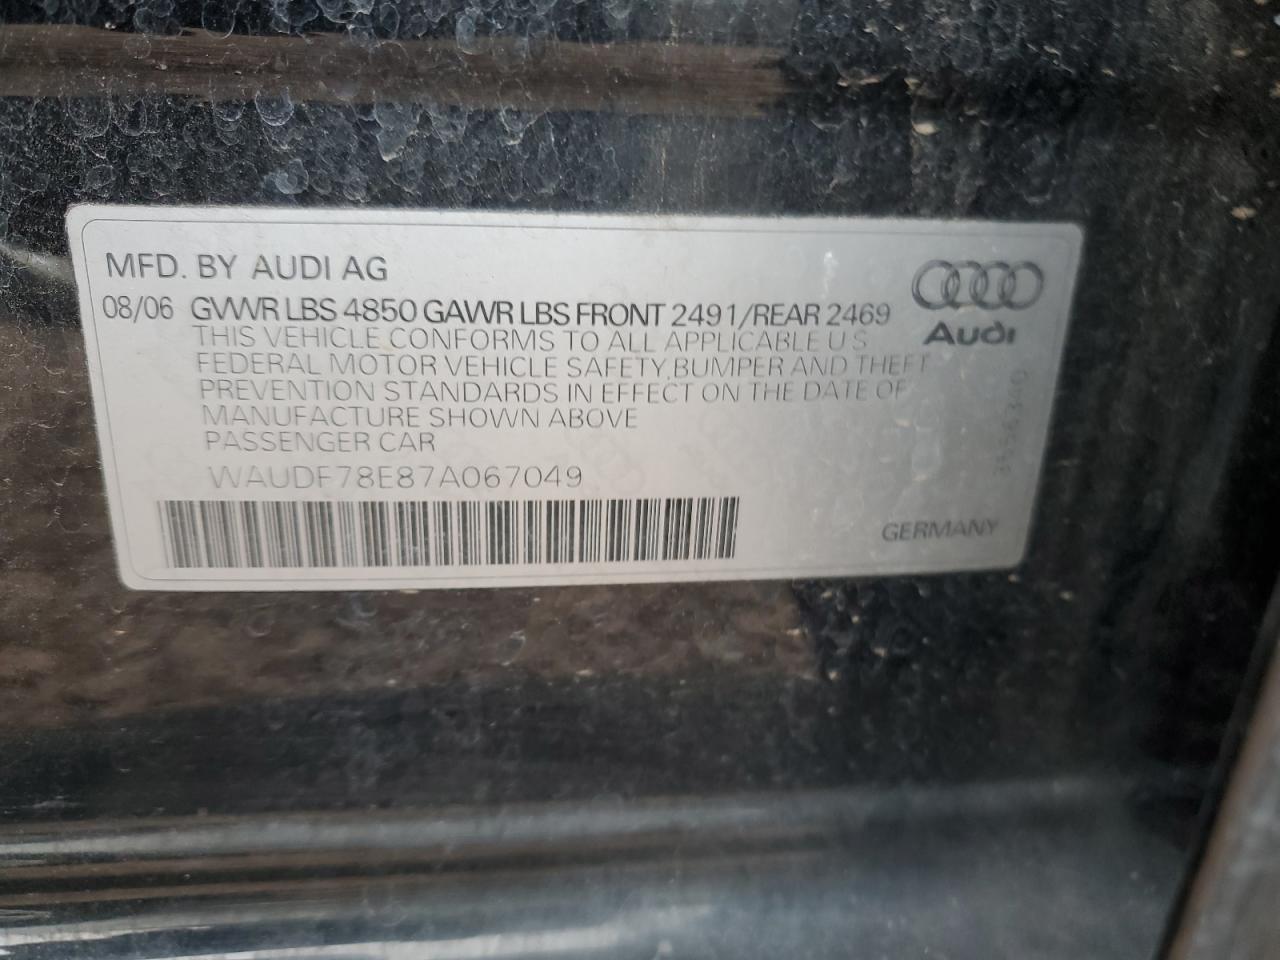 MFD. BY AUDI AG
08/06 GVWR LBS 4850 GAWR LBS FRONT 2491/REAR 2469
THIS VEHICLE CONFORMS TO ALL APPLICABLE U S
FEDERAL MOTOR VEHICLE SAFETY, BUMPER AND THEFT
PREVENTION STANDARDS IN EFFECT ON THE DATE OF
MANUFACTURE SHOWN ABOVE
PASSENGER CAR
WAUDF78E87A067049
Audi
GERMANY